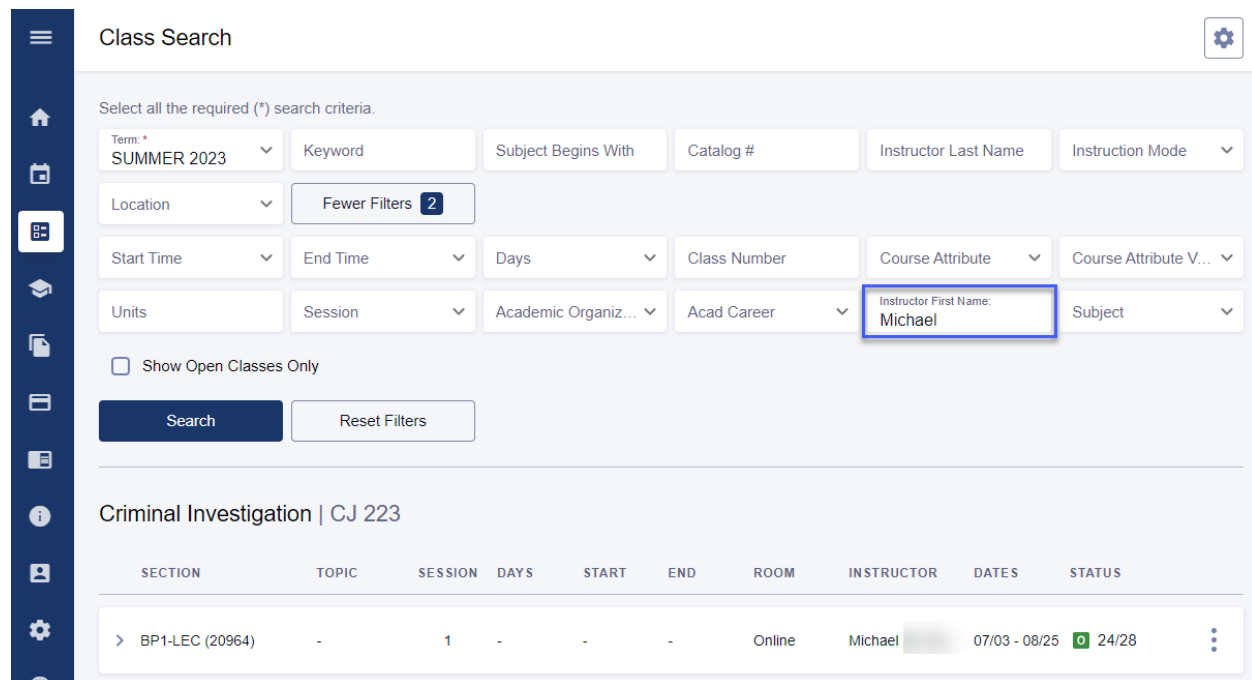 Class Search
Select all the required (*) search criteria.
Term: *
SUMMER 2023 Keyword Subject Begins With Catalog # Instructor Last Name Instruction Mode
Location Fewer Filters 2
Start Time End Time Days Class Number Course Attribute Course Attribute V...
Units Session Academic Organiz... Acad Career Instructor First Name: Michael Subject
Show Open Classes Only
Search Reset Filters
Criminal Investigation | CJ 223
SECTION TOPIC SESSION DAYS START END ROOM INSTRUCTOR DATES STATUS
BP1-LEC (20964) - 1 - - - Online Michael 07/03 - 08/25 O 24/28